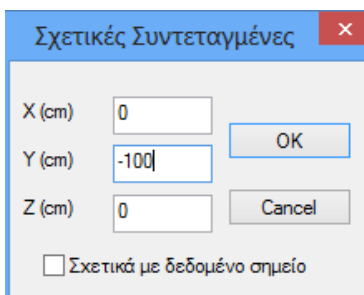 Σχετικές Συντεταγμένες
X (cm) 0
OK
Y (cm) -100
Z (cm) 0
Cancel
Σχετικά με δεδομένο σημείο